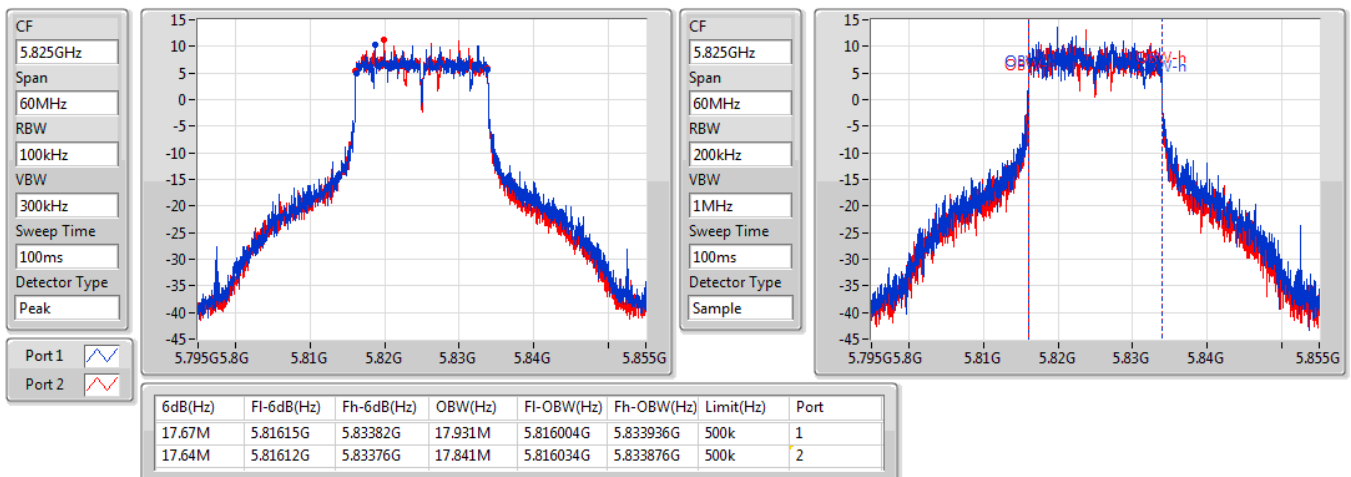 CF
5.825GHz
Span
60MHz
RBW
100kHz
VBW
300kHz
Sweep Time
100ms
Detector Type
Peak
Port 1
Port 2
15
10
5
0
-5
-10
-15
-20
-25
-30
-35
-40
-45
5.795G 5.8G 5.81G 5.82G 5.83G 5.84G 5.855G
CF
5.825GHz
Span
60MHz
RBW
200kHz
VBW
1MHz
Sweep Time
100ms
Detector Type
Sample
15
10
5
0
-5
-10
-15
-20
-25
-30
-35
-40
-45
5.795G 5.8G 5.81G 5.82G 5.83G 5.84G 5.855G
6dB(Hz) Fl-6dB(Hz) Fh-6dB(Hz) OBW(Hz) Fl-OBW(Hz) Fh-OBW(Hz) Limit(Hz) Port
17.67M 5.81615G 5.83382G 17.931M 5.816004G 5.833936G 500k 1
17.64M 5.81612G 5.83376G 17.841M 5.816034G 5.833876G 500k 2